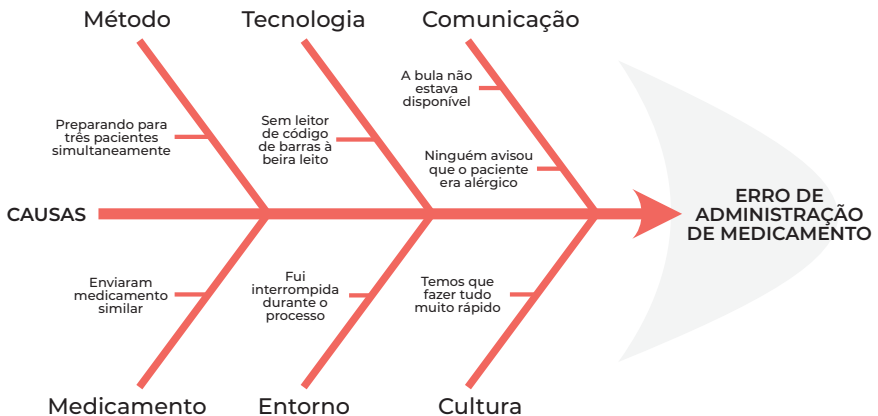 Método
Tecnologia
Comunicação
Preparando para
três pacientes
simultaneamente
Sem leitor
de código
de barras à
beira leito
A bula não
estava
disponível
Ninguém avisou
que o paciente
era alérgico
CAUSAS
ERRO DE
ADMINISTRAÇÃO
DE MEDICAMENTO
Enviaram
medicamento
similar
Fui
interrompida
durante o
processo
Temos que
fazer tudo
muito rápido
Medicamento
Entorno
Cultura